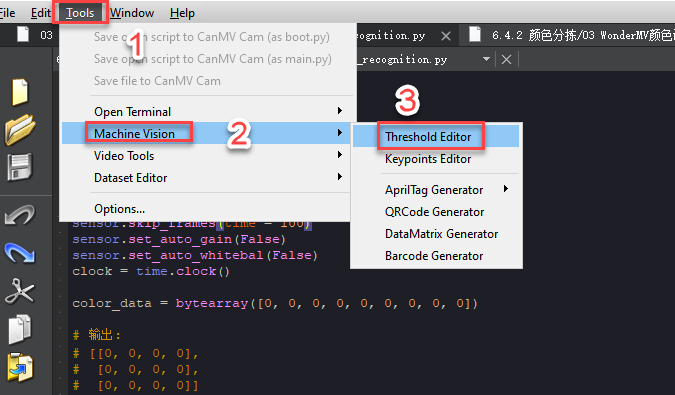 File Edit Tools Window Help
1
03 recognition.py 6.4.2 颜色分拣/03 WonderMV颜色
Save open script to CanMV Cam (as boot.py)
Save open script to CanMV Cam (as main.py)
_recognition.py
Save file to CanMV Cam
Open Terminal
3
Machine Vision
2
Threshold Editor
Video Tools
Keypoints Editor
Dataset Editor
AprilTag Generator
Options...
QRCode Generator
sensor.skip_frames(time = 100)
DataMatrix Generator
sensor.set_auto_gain(False)
sensor.set_auto_whitebal(False)
Barcode Generator
clock = time.clock()
color_data = bytearray([0, 0, 0, 0, 0, 0, 0, 0])
# 输出:
# [[0, 0, 0, 0],
#  [0, 0, 0, 0],
#  [0, 0, 0, 0]]